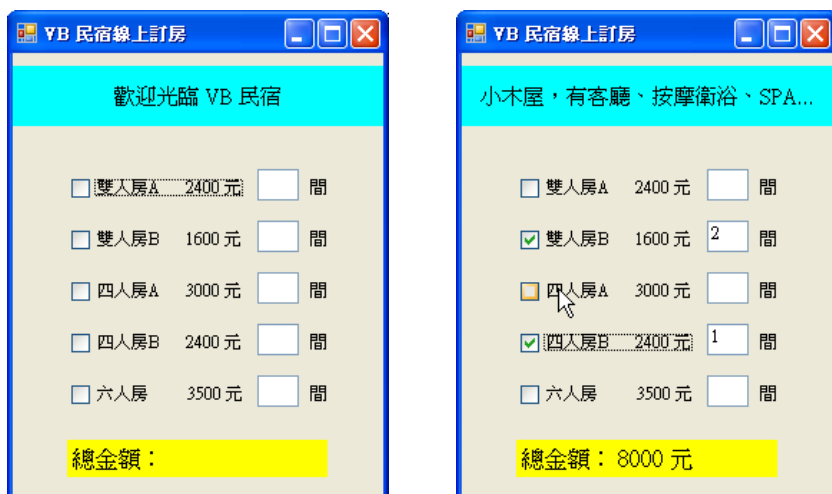 VB 民宿線上訂房
歡迎光臨 VB 民宿
雙人房A 2400 元 間
雙人房B 1600 元 間
四人房A 3000 元 間
四人房B 2400 元 間
六人房 3500 元 間
總金額：
VB 民宿線上訂房
小木屋，有客廳、按摩衛浴、SPA...
雙人房A 2400 元 間
雙人房B 1600 元 2 間
四人房A 3000 元 間
四人房B 2400 元 1 間
六人房 3500 元 間
總金額： 8000 元